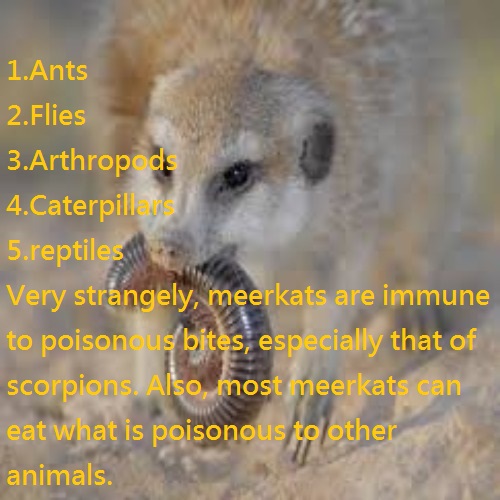 1.Ants
2.Flies
3.Arthropods
4.Caterpillars
5.reptiles
Very strangely, meerkats are immune
to poisonous bites, especially that of
scorpions. Also, most meerkats can
eat what is poisonous to other
animals.